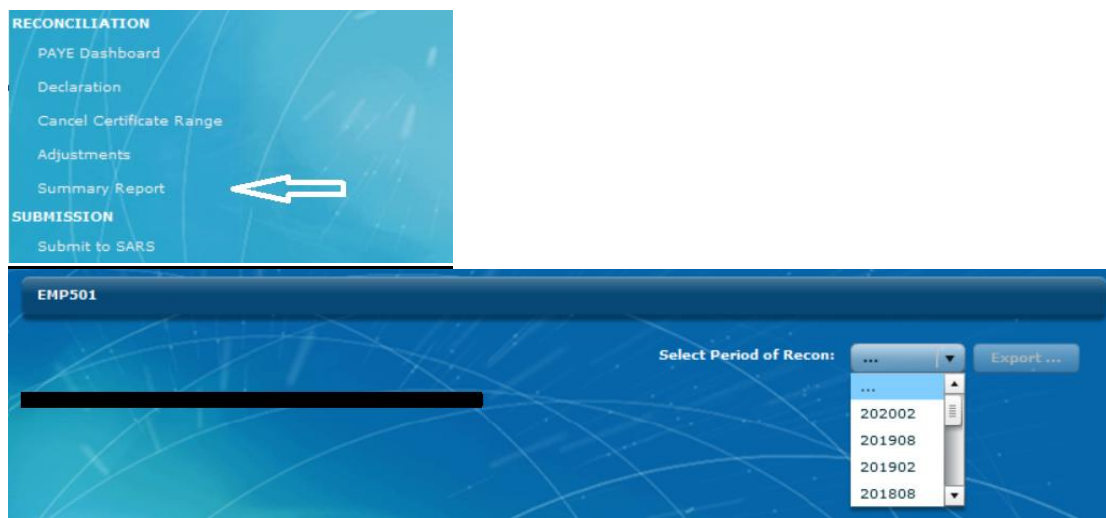 RECONCILIATION
PAYE Dashboard
Declaration
Cancel Certificate Range
Adjustments
Summary Report
SUBMISSION
Submit to SARS
EMP501
Select Period of Recon: ... Export ...
...
202002
201908
201902
201808